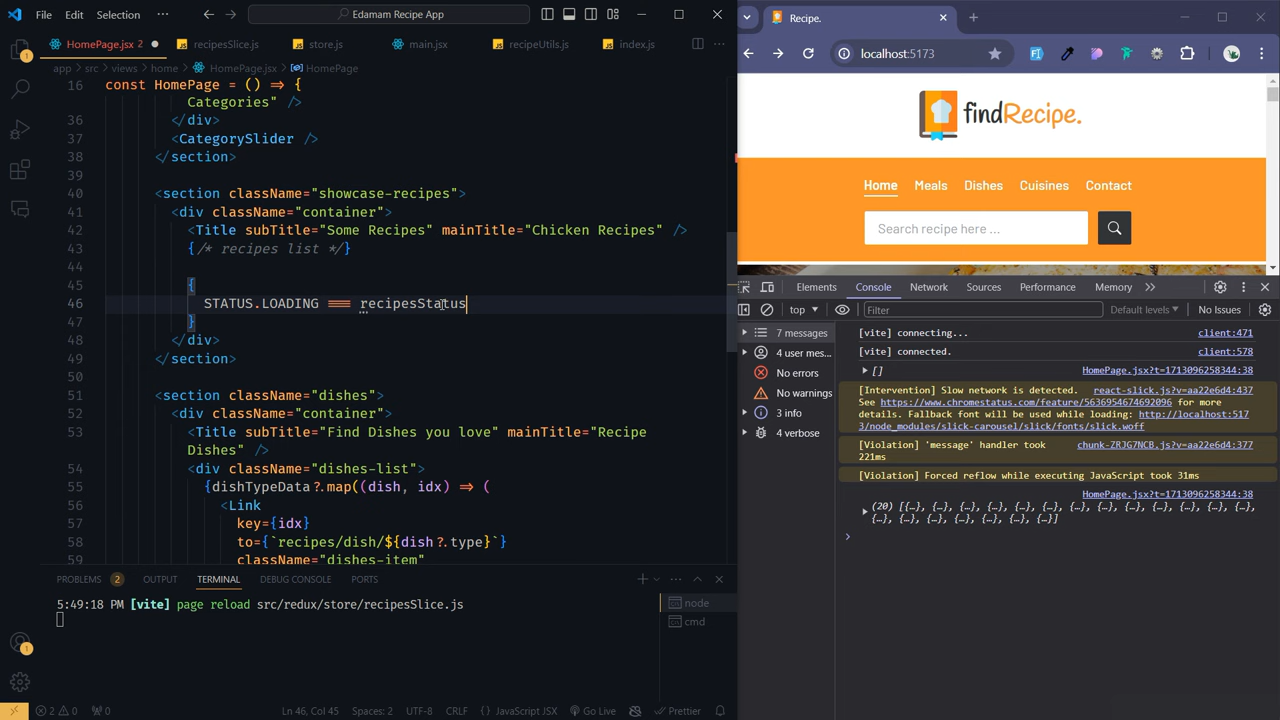 File Edit Selection ··· Edamam Recipe App
HomePage.jsx 2 recipesSlice.js store.js main.jsx recipeUtils.js index.js
app > src > views > home > HomePage.jsx > HomePage
16 const HomePage = () => {
Categories" />
36 </div>
37 <CategorySlider />
38 </section>
39
40 <section className="showcase-recipes">
41 <div className="container">
42 <Title subTitle="Some Recipes" mainTitle="Chicken Recipes" />
43 {/* recipes list */}
44
45 {
46 STATUS.LOADING === recipesStatus
47 }
48 </div>
49 </section>
50
51 <section className="dishes">
52 <div className="container">
53 <Title subTitle="Find Dishes you love" mainTitle="Recipe
Dishes" />
54 <div className="dishes-list">
55 {dishTypeData?.map((dish, idx) => (
56 <Link
57 key={idx}
58 to={`recipes/dish/${dish?.type}`}
59 className="dishes-item"
PROBLEMS 2 OUTPUT TERMINAL DEBUG CONSOLE PORTS
5:49:18 PM [vite] page reload src/redux/store/recipesSlice.js
node
cmd
2 0 0 Ln 46, Col 45 Spaces: 2 UTF-8 CRLF {} JavaScript JSX Go Live Prettier
Recipe.
localhost:5173
findRecipe.
Home Meals Dishes Cuisines Contact
Search recipe here ...
Elements Console Network Sources Performance Memory
top Filter Default levels No Issues
7 messages
4 user mes...
No errors
No warnings
3 info
4 verbose
[vite] connecting... client:471
[vite] connected. client:578
[] HomePage.jsx?t=1713096258344:38
[Intervention] Slow network is detected. react-slick.js?v=aa22e6d4:437
See https://www.chromestatus.com/feature/5636954674692096 for more
details. Fallback font will be used while loading: http://localhost:517
3/node_modules/slick-carousel/slick/fonts/slick.woff
[Violation] 'message' handler took chunk-ZRJG7NCB.js?v=aa22e6d4:377
221ms
[Violation] Forced reflow while executing JavaScript took 31ms
HomePage.jsx?t=1713096258344:38
(20) [{…}, {…}, {…}, {…}, {…}, {…}, {…}, {…}, {…}, {…}, {…}, {…},
{…}, {…}, {…}, {…}, {…}, {…}, {…}, {…}]